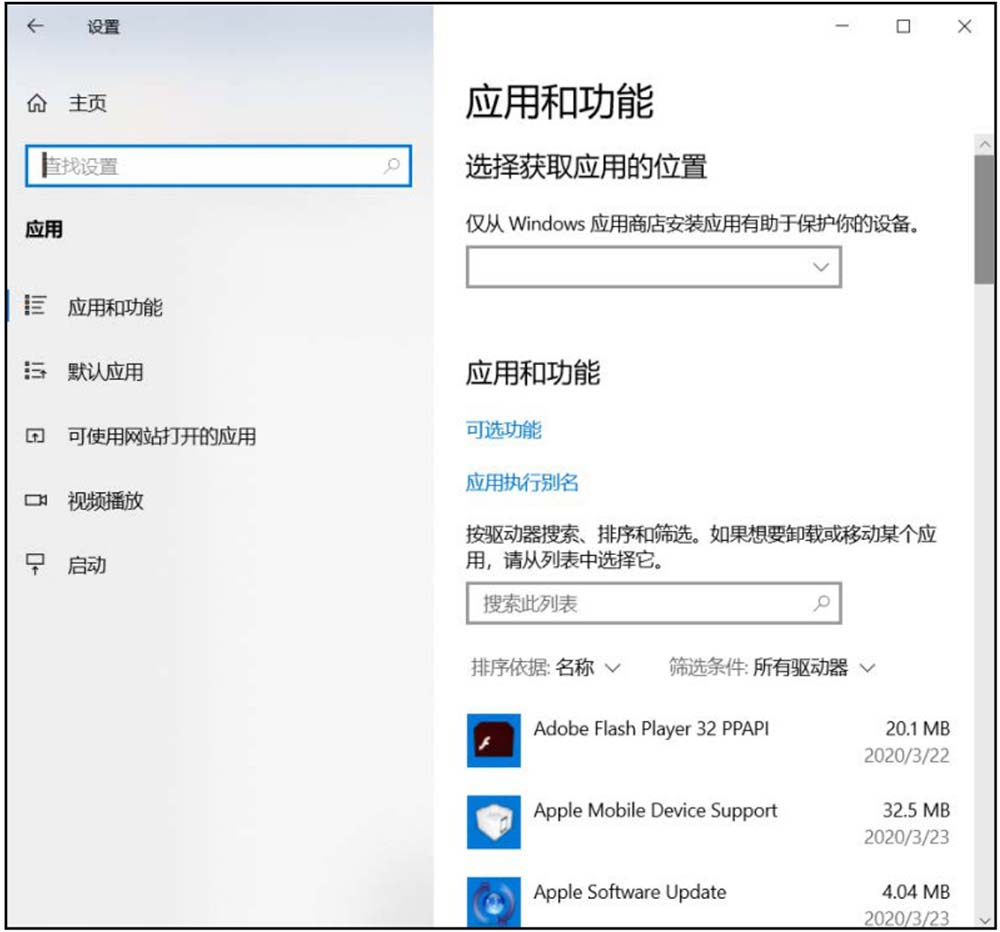 设置
主页
查找设置
应用
应用和功能
默认应用
可使用网站打开的应用
视频播放
启动
应用和功能
选择获取应用的位置
仅从 Windows 应用商店安装应用有助于保护你的设备。
应用和功能
可选功能
应用执行别名
按驱动器搜索、排序和筛选。如果想要卸载或移动某个应
用，请从列表中选择它。
搜索此列表
排序依据: 名称 筛选条件: 所有驱动器
Adobe Flash Player 32 PPAPI 20.1 MB
2020/3/22
Apple Mobile Device Support 32.5 MB
2020/3/23
Apple Software Update 4.04 MB
2020/3/23